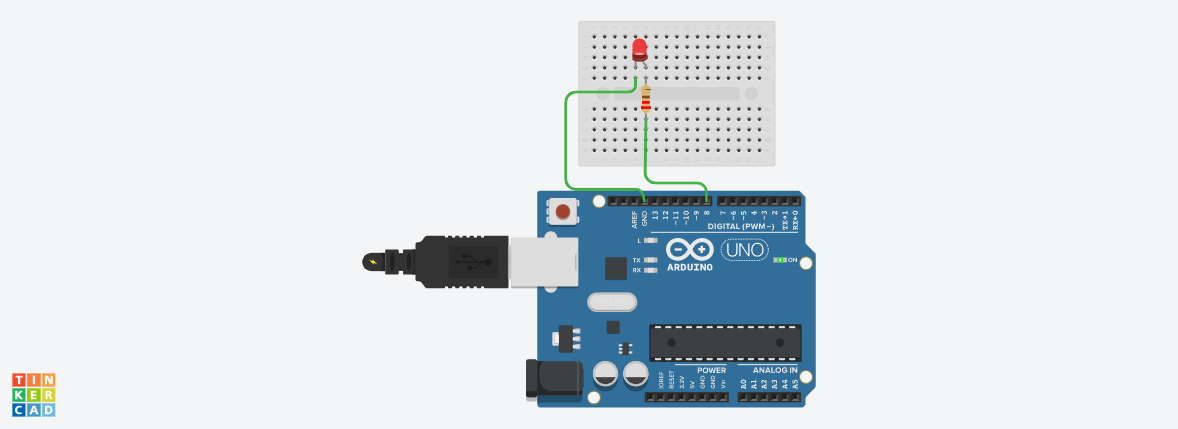 AREF
GND
13
12
~11
~10
~9
8
7
~6
~5
~4
~3
2
TX→1
RX←0
DIGITAL (PWM~)
L
TX
RX
UNO
ON
ARDUINO
POWER
ANALOG IN
IOREF
RESET
3.3V
5V
GND
GND
Vin
A0
A1
A2
A3
A4
A5
TIN
KER
CAD